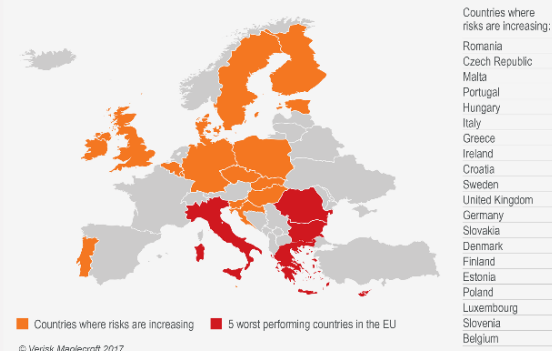 Countries where
risks are increasing:
Romania
Czech Republic
Malta
Portugal
Hungary
Italy
Greece
Ireland
Croatia
Sweden
United Kingdom
Germany
Slovakia
Denmark
Finland
Estonia
Poland
Luxembourg
Slovenia
Belgium
Countries where risks are increasing
5 worst performing countries in the EU
© Verisk Maplecroft 2017